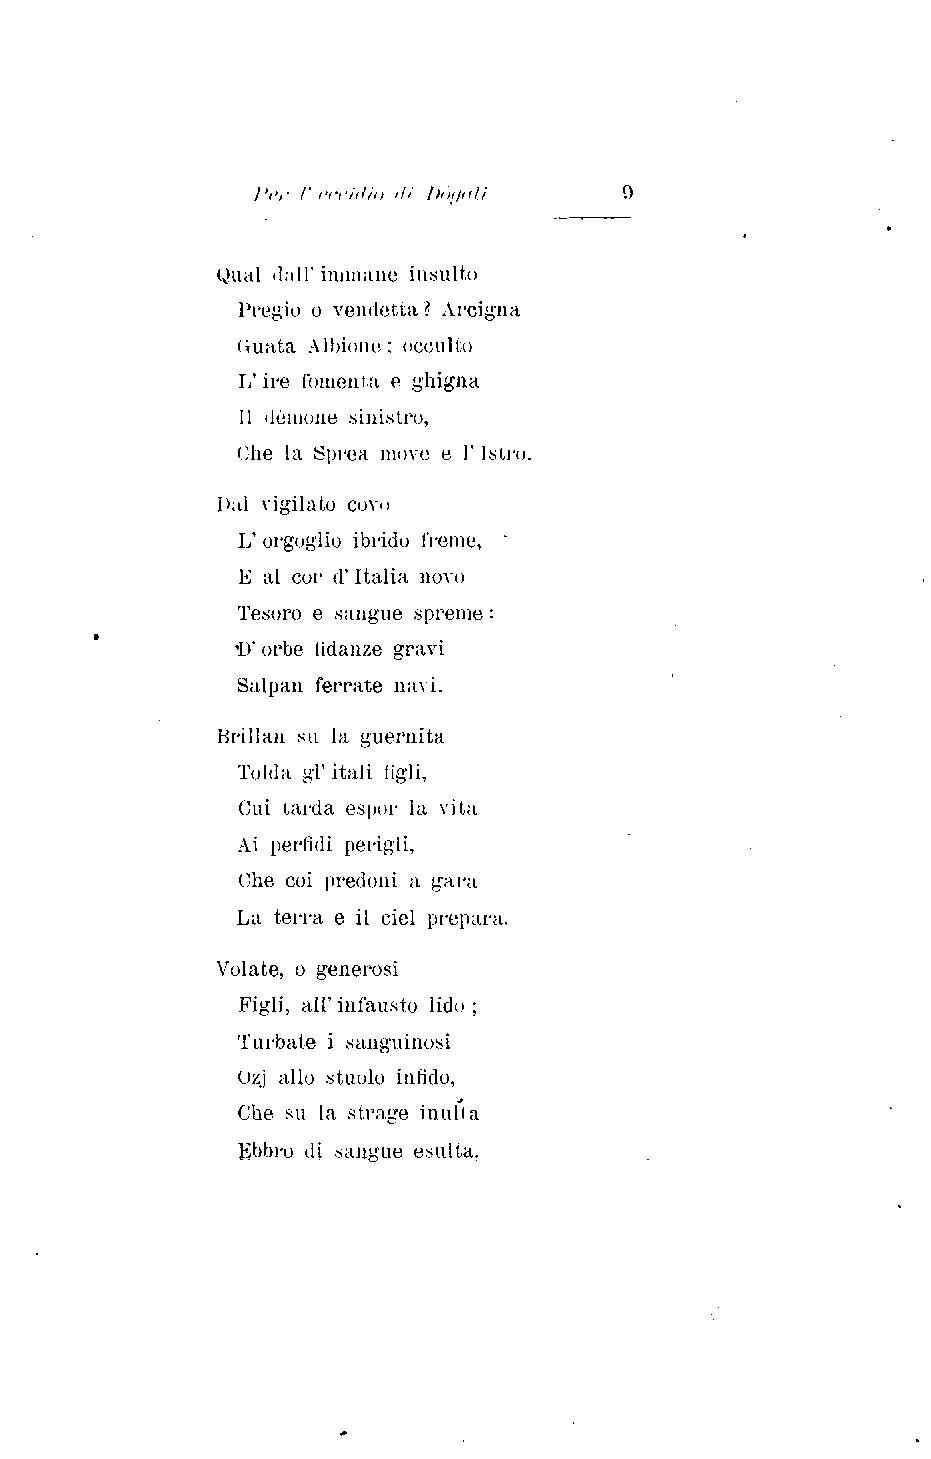 Per l'eccidio di Dògali 9
Qual dall'inmane insulto
Pregio o vendetta? Arcigna
Guata Albione; occulto
L'ire fomenta e ghigna
Il dèmone sinistro,
Che la Sprea move e l'Istro.
Dal vigilato covo
L'orgoglio ibrido freme,
E al cor d'Italia novo
Tesoro e sangue spreme:
D'orbe fidanze gravi
Salpan ferrate navi.
Brillan su la guernita
Tolda gl'itali figli,
Cui tarda espor la vita
Ai perfidi perigli,
Che coi predoni a gara
La terra e il ciel prepara.
Volate, o generosi
Figli, all'infausto lido;
Turbate i sanguinosi
Ozj allo stuolo infido,
Che su la strage inulta
Ebbro di sangue esulta.